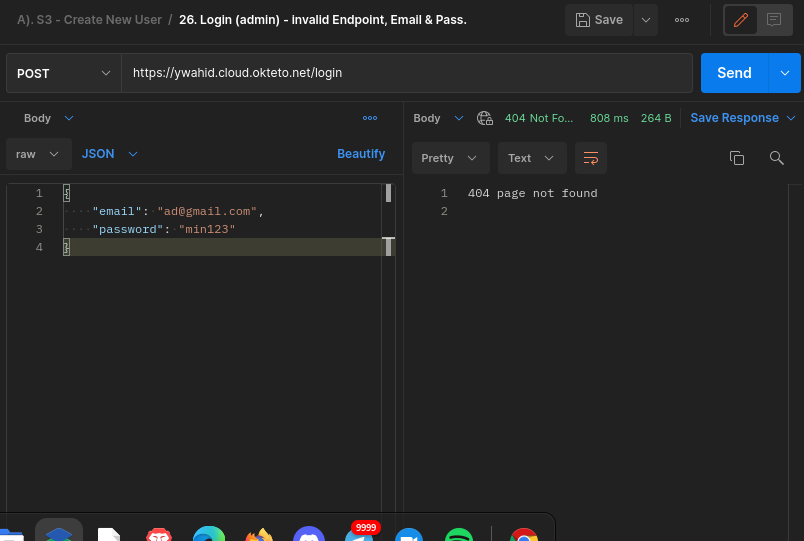 A). S3 - Create New User / 26. Login (admin) - invalid Endpoint, Email & Pass.
Save
POST
https://ywahid.cloud.okteto.net/login
Send
Body
Body
404 Not Fo...
808 ms
264 B
Save Response
raw
JSON
Beautify
Pretty
Text
1 {
2 ····"email":·"ad@gmail.com",
3 ····"password":·"min123"
4 }
1 404 page not found
2
9999